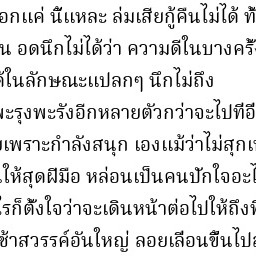 อกแค่ นี้แหละ ล่มเสียกู้คืนไม่ได้ ทั
น อดนึกไม่ได้ว่า ความดีในบางครั้
ค้ในลักษณะแปลกๆ นึกไม่ถึง
พะรุงพะรังอีกหลายตัวกว่าจะไปที่อื่
ยเพราะกำลังสนุก เองแม้ว่าไม่สุกเ
นให้สุดฝีมือ หล่อนเป็นคนปักใจอะไ
ไรก็ตั้งใจว่าจะเดินหน้าต่อไปให้ถึงที่
ช้าสวรรค์อันใหญ่ ลอยเลือนขึ้นไป